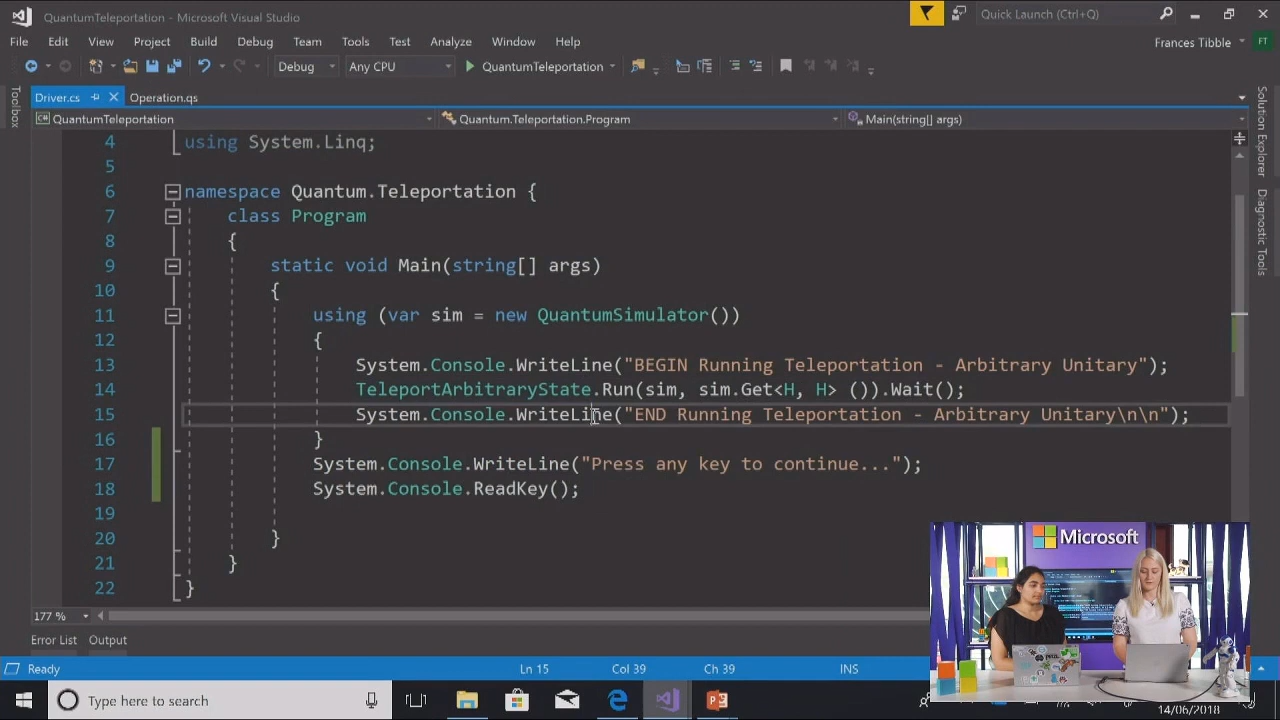 QuantumTeleportation - Microsoft Visual Studio
Quick Launch (Ctrl+Q)
File Edit View Project Build Debug Team Tools Test Analyze Window Help
Frances Tibble
FT
Debug Any CPU QuantumTeleportation
Toolbox
Driver.cs Operation.qs
QuantumTeleportation Quantum.Teleportation.Program Main(string[] args)
Solution Explorer
Diagnostic Tools
4 using System.Linq;
5
6 namespace Quantum.Teleportation {
7 class Program
8 {
9 static void Main(string[] args)
10 {
11 using (var sim = new QuantumSimulator())
12 {
13 System.Console.WriteLine("BEGIN Running Teleportation - Arbitrary Unitary");
14 TeleportArbitraryState.Run(sim, sim.Get<H, H> ()).Wait();
15 System.Console.WriteLine("END Running Teleportation - Arbitrary Unitary\n\n");
16 }
17 System.Console.WriteLine("Press any key to continue...");
18 System.Console.ReadKey();
19
20 }
21 }
22 }
Microsoft
177 %
Error List Output
Ready Ln 15 Col 39 Ch 39 INS
Type here to search
14/06/2018